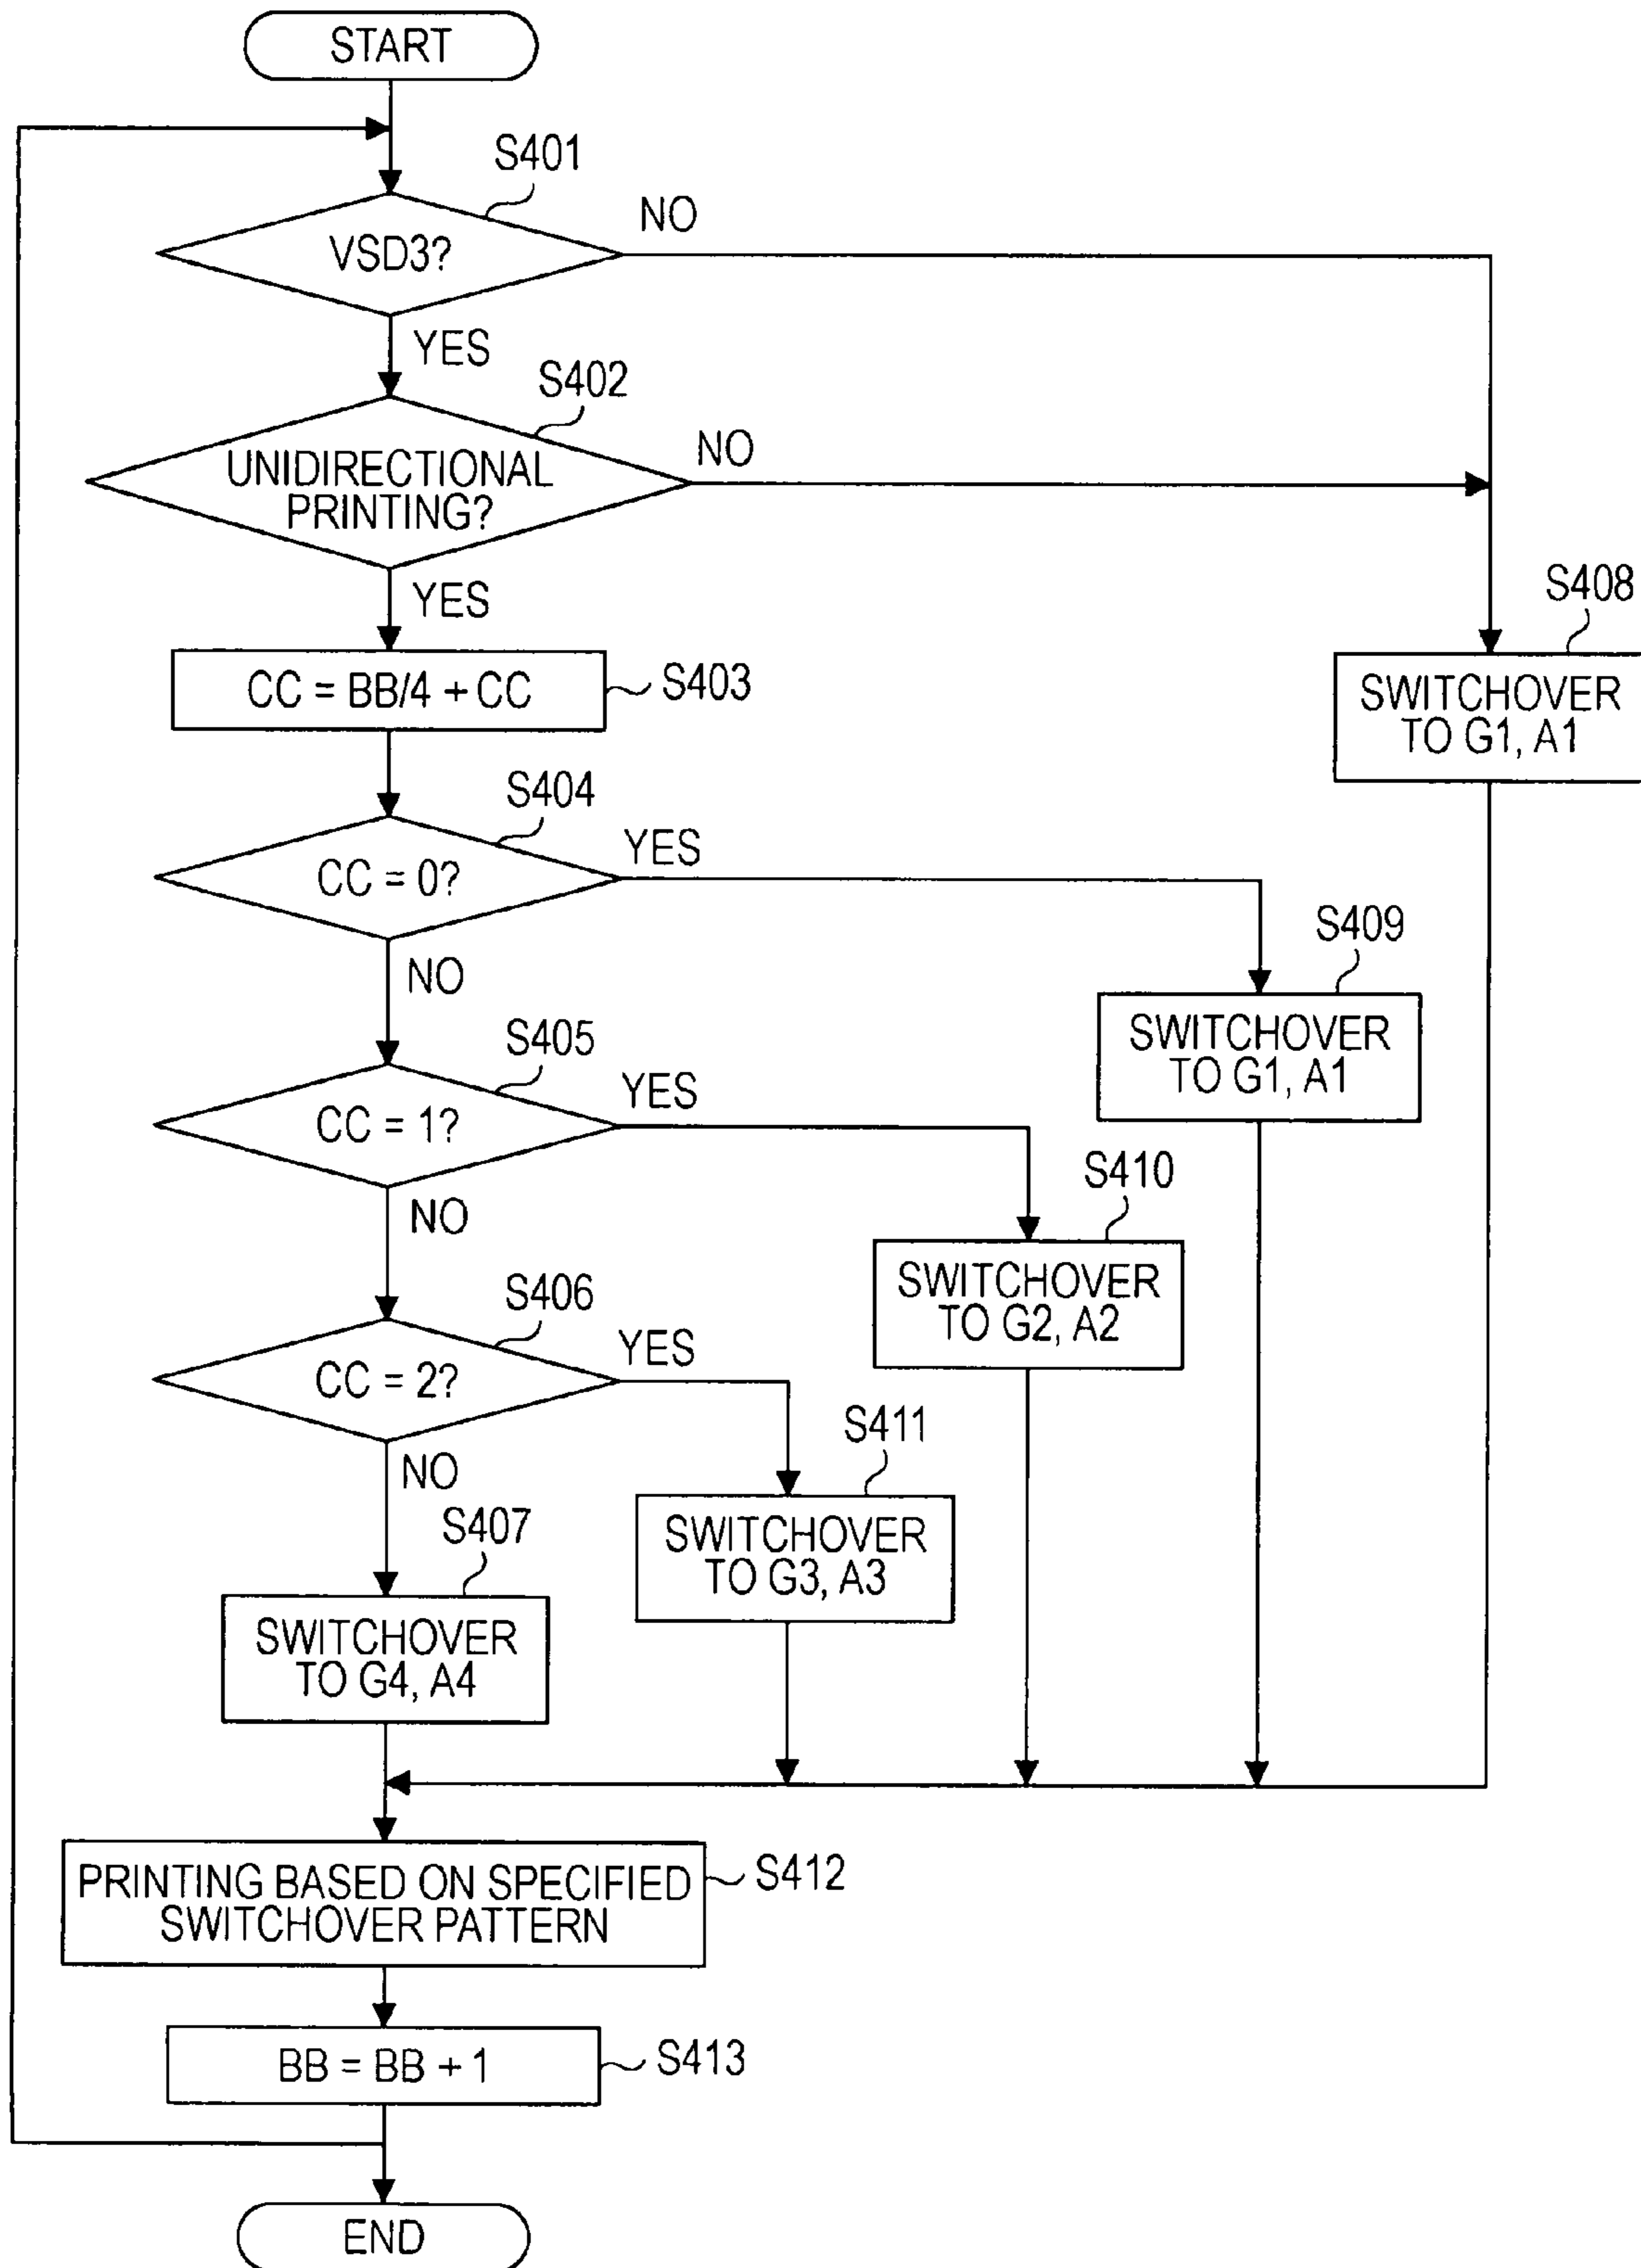 START
S401
VSD3?
NO
YES
S402
UNIDIRECTIONAL
PRINTING?
NO
YES
CC = BB/4 + CC
S403
S408
SWITCHOVER
TO G1, A1
S404
CC = 0?
YES
NO
S409
SWITCHOVER
TO G1, A1
S405
CC = 1?
YES
NO
S410
SWITCHOVER
TO G2, A2
S406
CC = 2?
YES
NO
S411
SWITCHOVER
TO G3, A3
S407
SWITCHOVER
TO G4, A4
PRINTING BASED ON SPECIFIED
SWITCHOVER PATTERN
S412
BB = BB + 1
S413
END